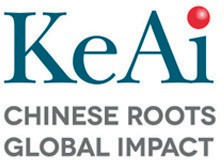 KeAi
CHINESE ROOTS
GLOBAL IMPACT